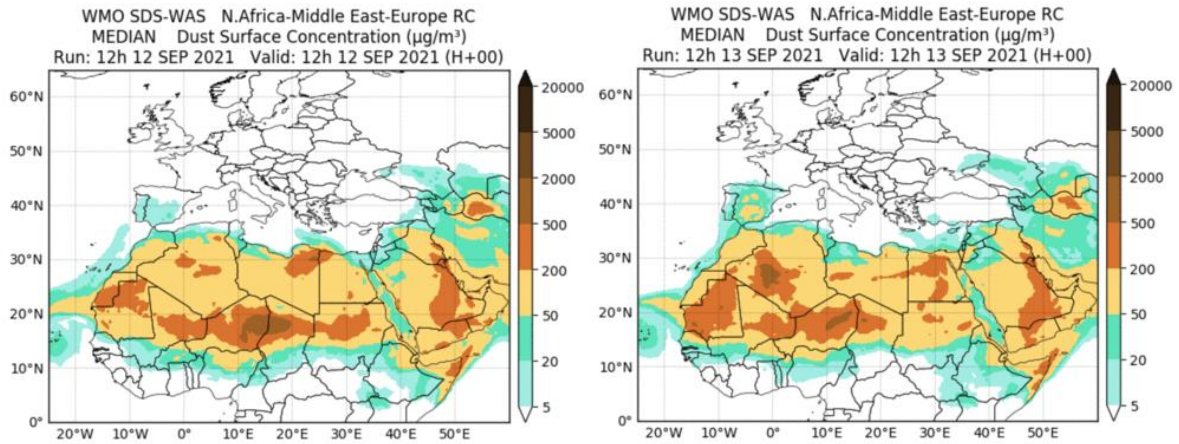 WMO SDS-WAS N.Africa-Middle East-Europe RC
MEDIAN Dust Surface Concentration (µg/m³)
Run: 12h 12 SEP 2021 Valid: 12h 12 SEP 2021 (H+00)
60°N
50°N
40°N
30°N
20°N
10°N
0°
20°W 10°W 0° 10°E 20°E 30°E 40°E 50°E
20000
5000
2000
500
200
50
20
5
WMO SDS-WAS N.Africa-Middle East-Europe RC
MEDIAN Dust Surface Concentration (µg/m³)
Run: 12h 13 SEP 2021 Valid: 12h 13 SEP 2021 (H+00)
60°N
50°N
40°N
30°N
20°N
10°N
0°
20°W 10°W 0° 10°E 20°E 30°E 40°E 50°E
20000
5000
2000
500
200
50
20
5